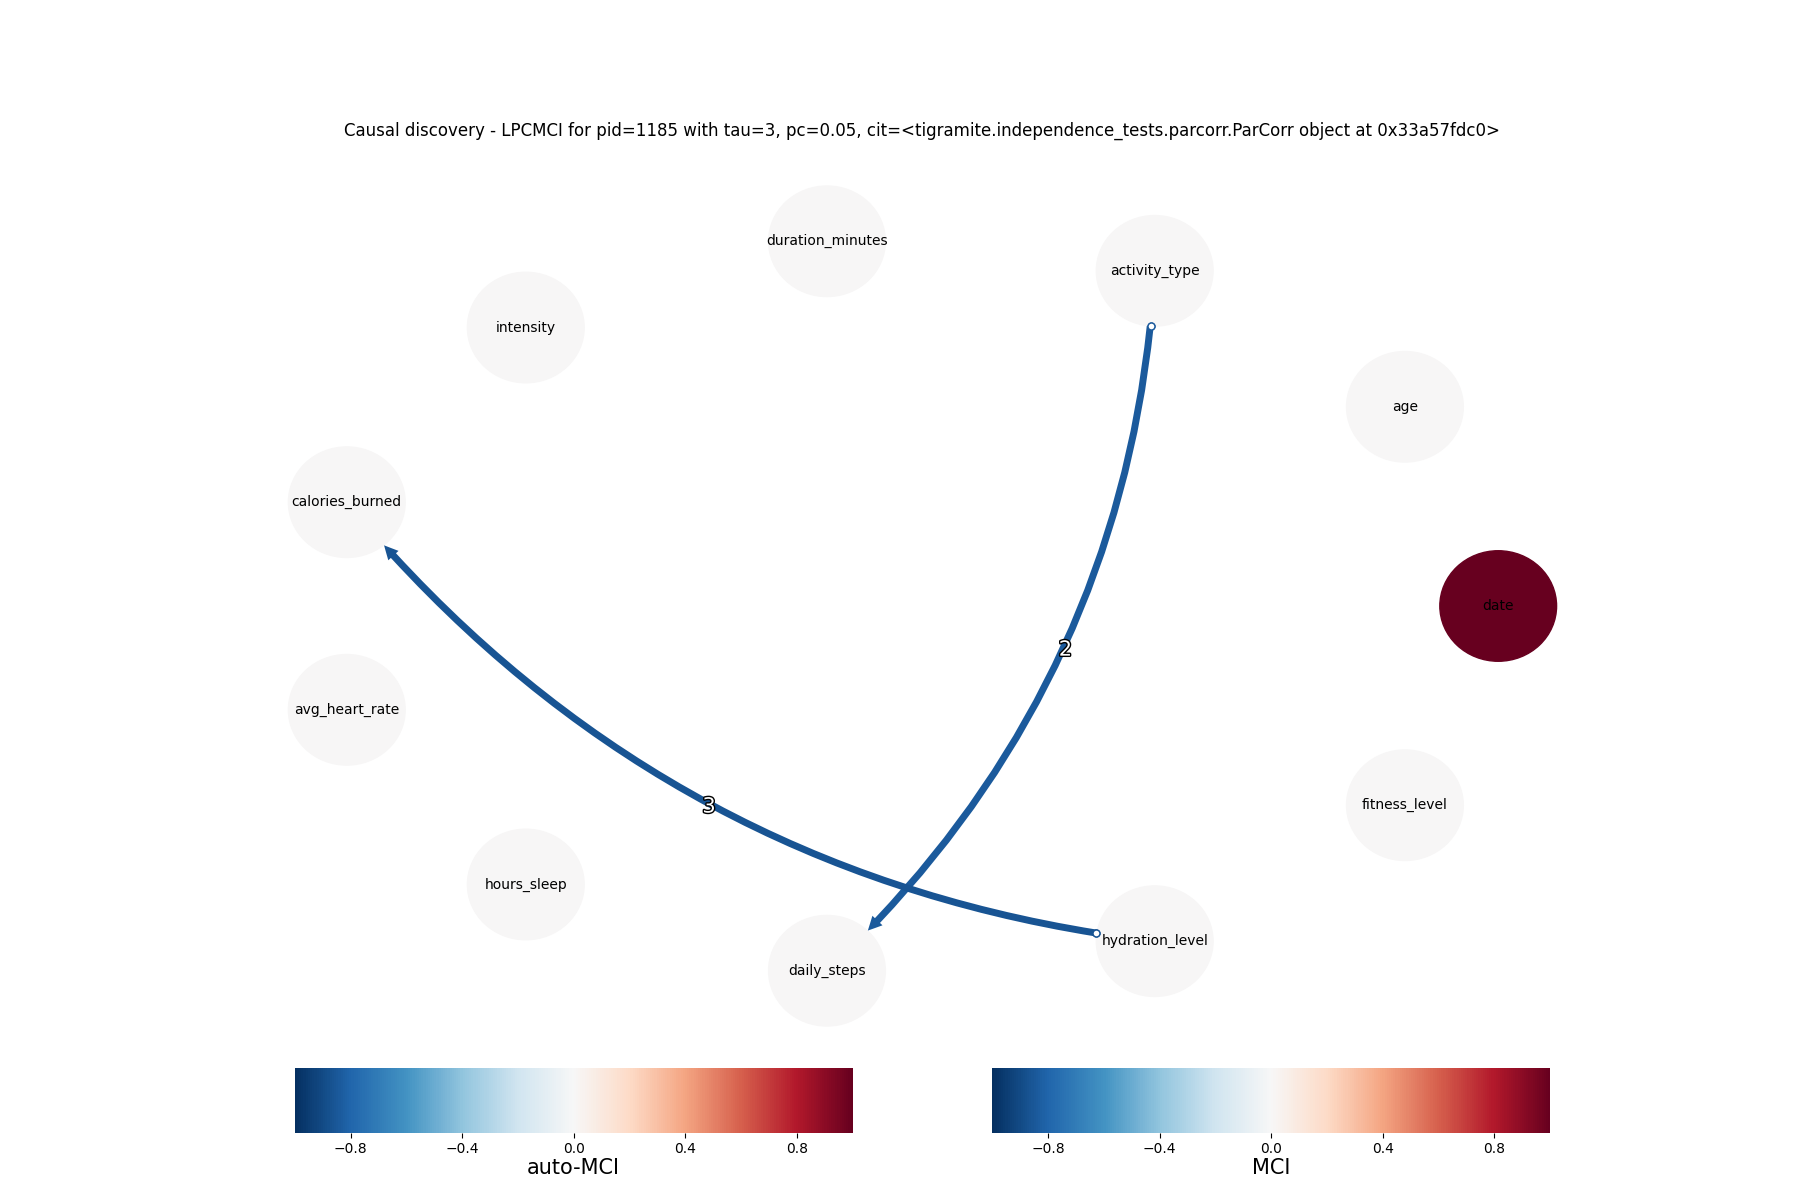 Causal discovery - LPCMCI for pid=1185 with tau=3, pc=0.05, cit=<tigramite.independence_tests.parcorr.ParCorr object at 0x33a57fdc0>
duration_minutes
activity_type
intensity
age
calories_burned
date
2
avg_heart_rate
3
fitness_level
hours_sleep
hydration_level
daily_steps
−0.8 −0.4 0.0 0.4 0.8
auto-MCI
−0.8 −0.4 0.0 0.4 0.8
MCI